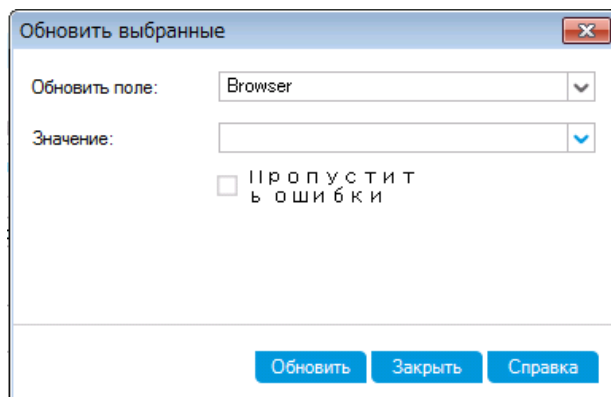 Обновить выбранные
Обновить поле: Browser
Значение:
Пропустит
ь ошибки
Обновить Закрыть Справка